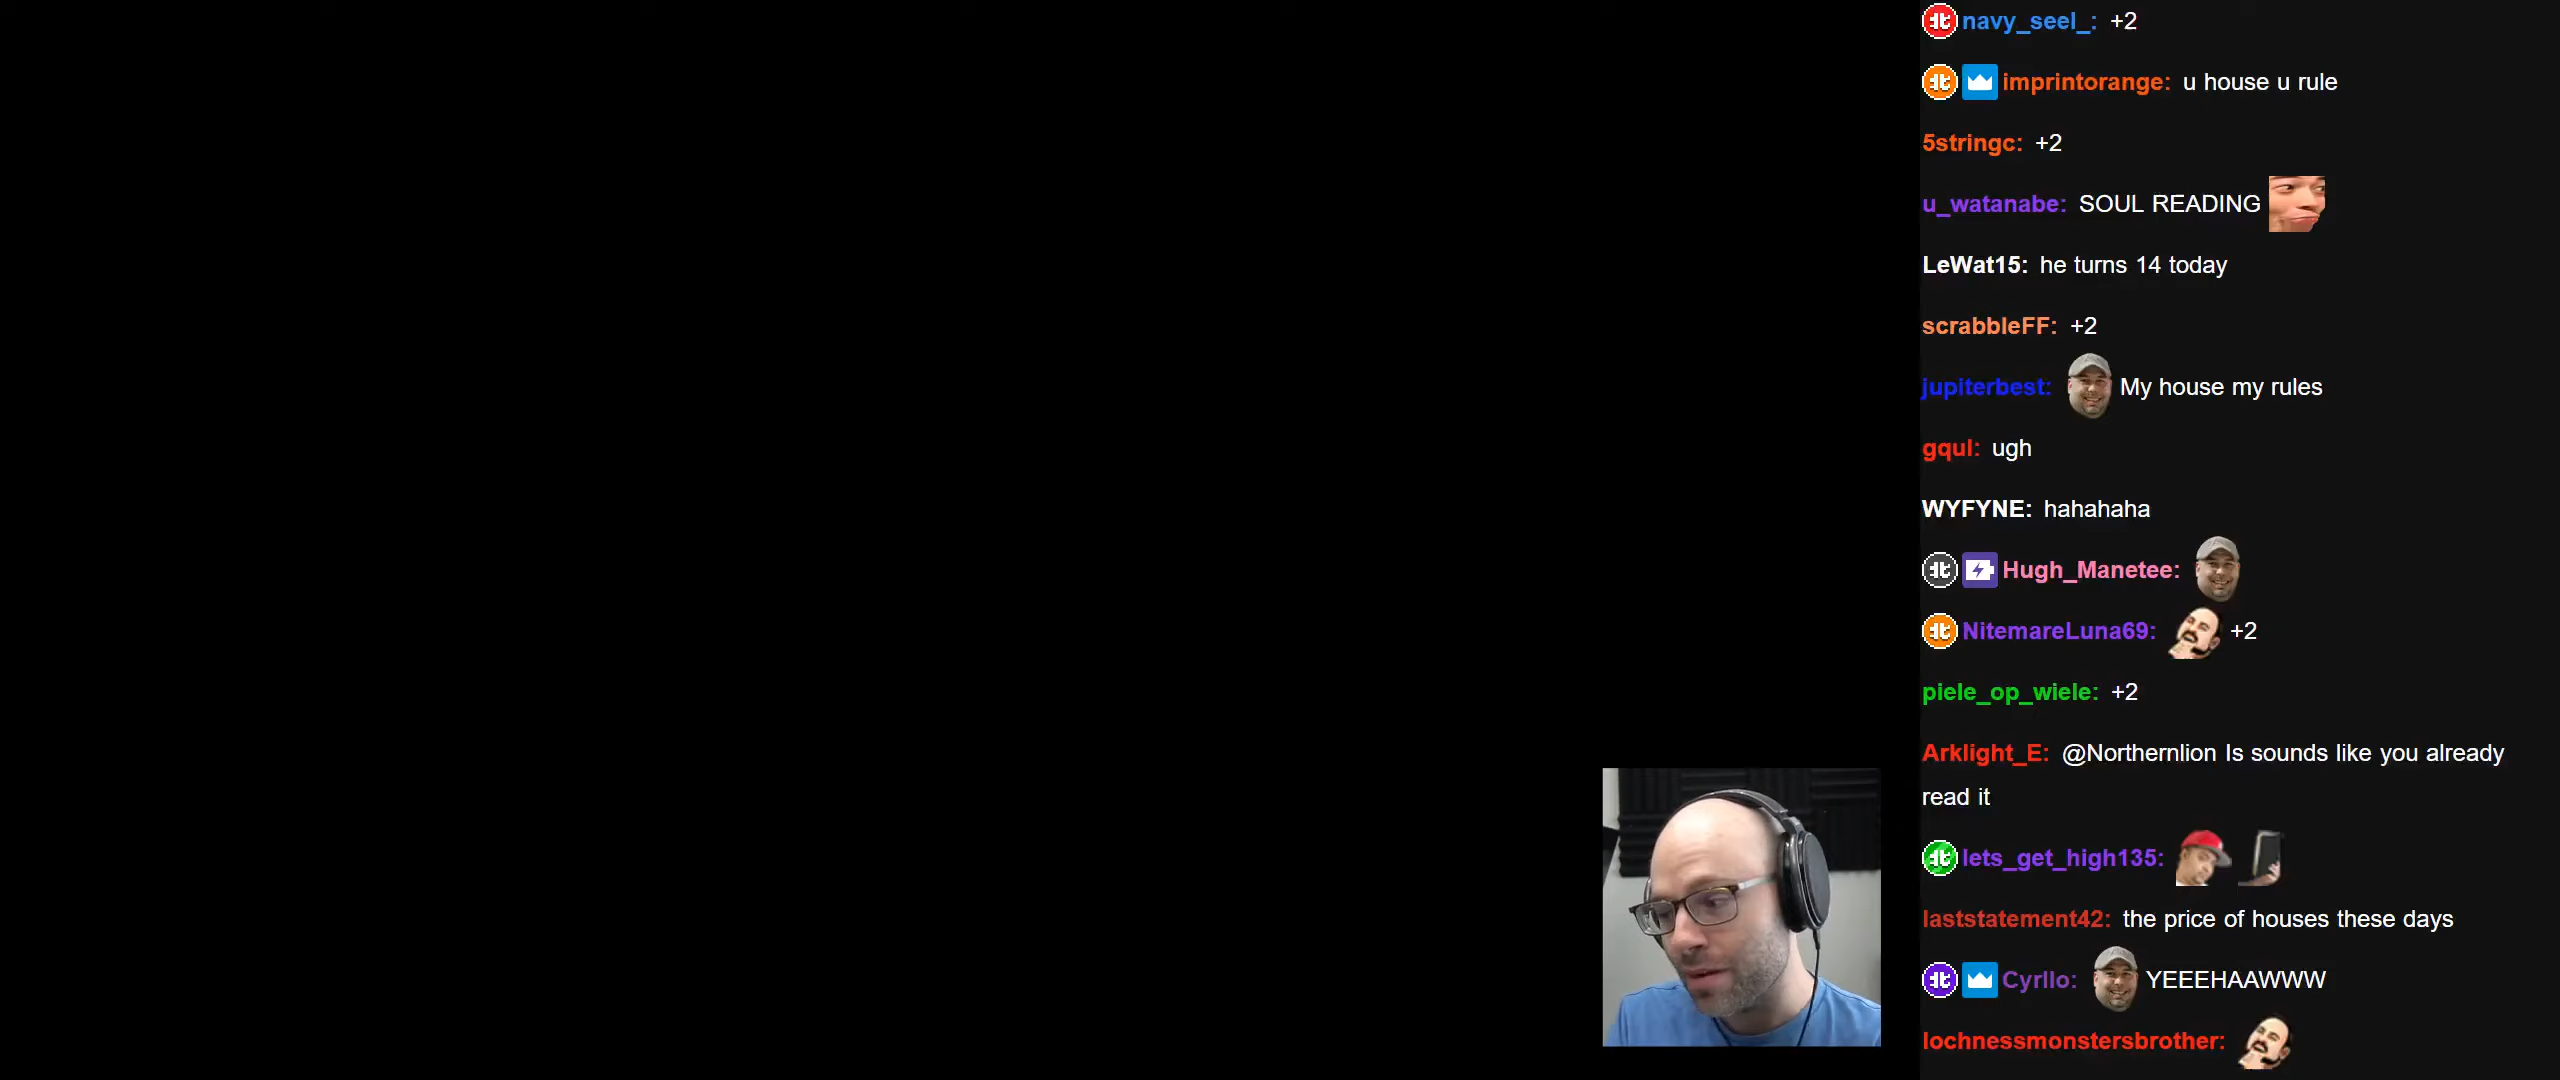 navy_seel_: +2
imprintorange: u house u rule
5stringc: +2
u_watanabe: SOUL READING
LeWat15: he turns 14 today
scrabbleFF: +2
jupiterbest: My house my rules
gqul: ugh
WYFYNE: hahahaha
Hugh_Manetee:
NitemareLuna69: +2
piele_op_wiele: +2
Arklight_E: @Northernlion Is sounds like you already
read it
lets_get_high135:
laststatement42: the price of houses these days
Cyrllo: YEEEHAAWWW
lochnessmonstersbrother: